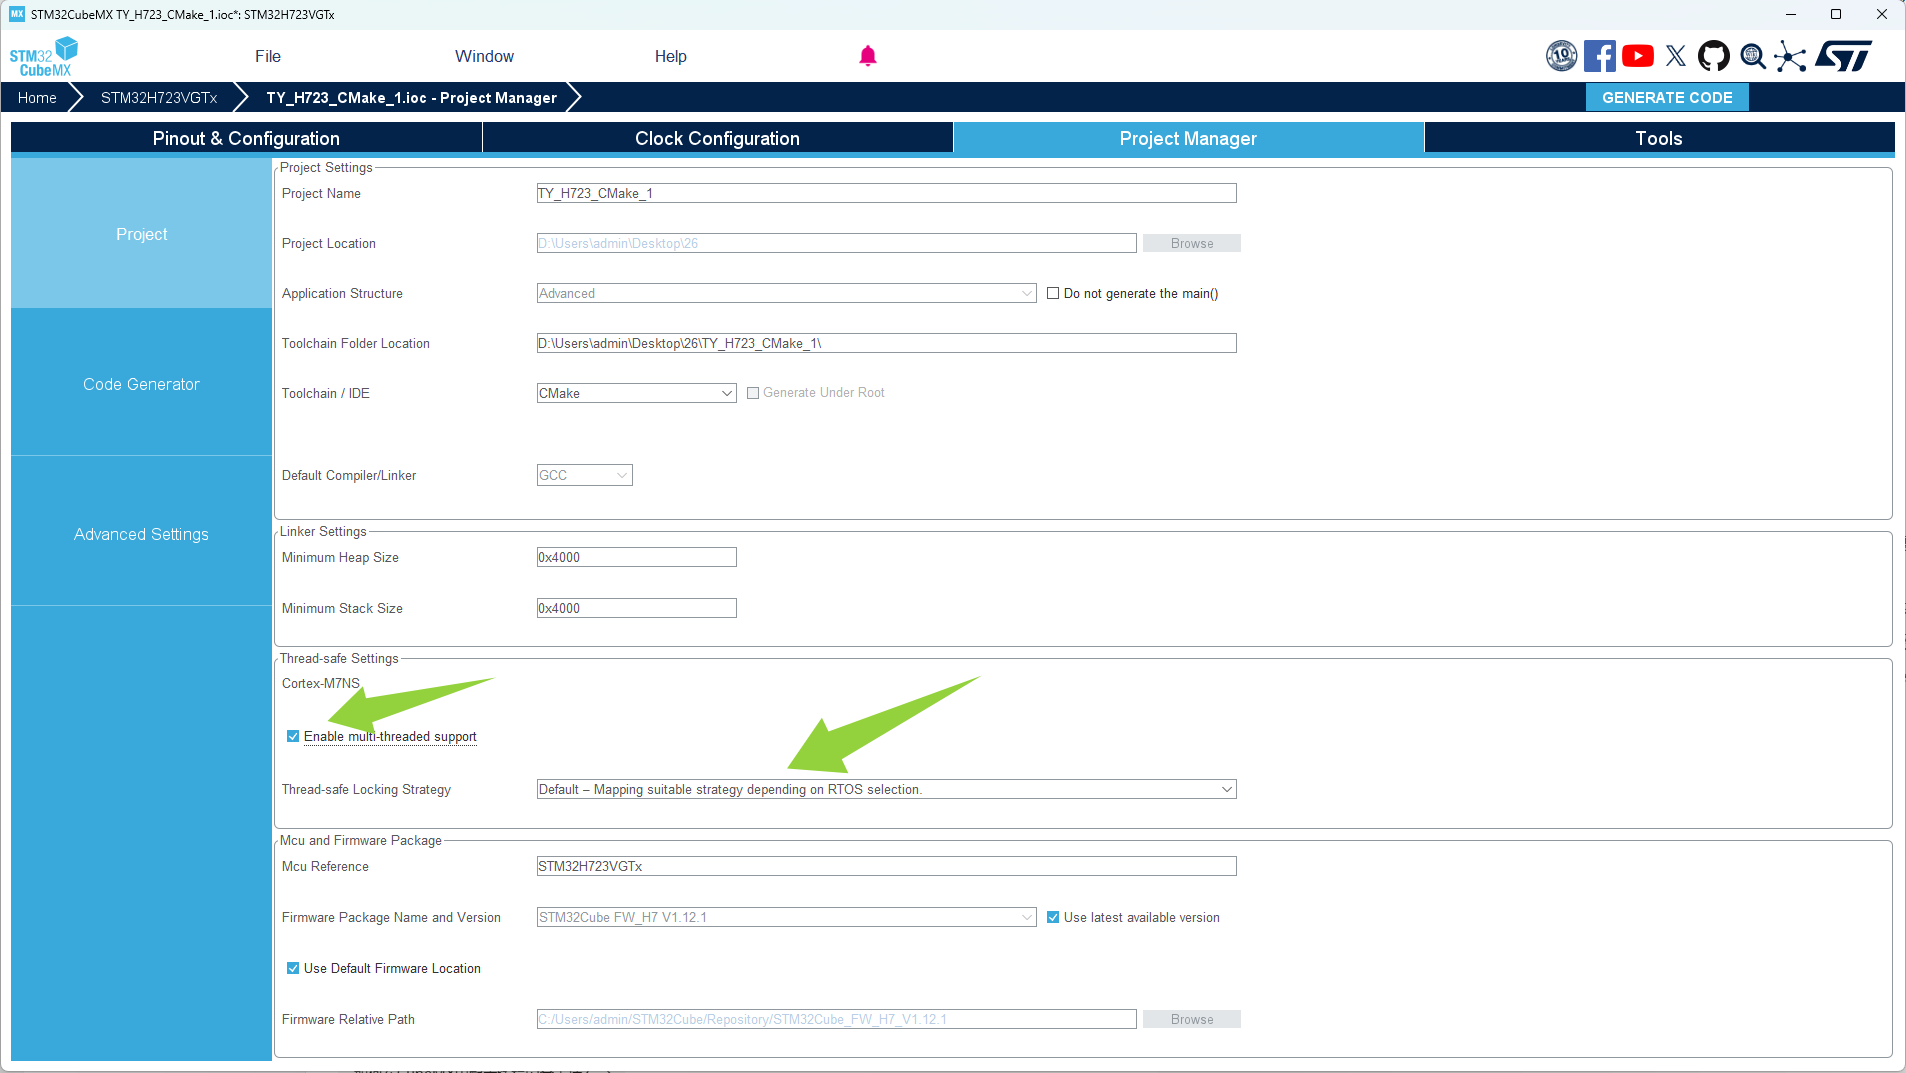 STM32CubeMX TY_H723_CMake_1.ioc*: STM32H723VGTx
STM32 CubeMX
File
Window
Help
Home
STM32H723VGTx
TY_H723_CMake_1.ioc - Project Manager
GENERATE CODE
Pinout & Configuration
Clock Configuration
Project Manager
Tools
Project
Code Generator
Advanced Settings
Project Settings
Project Name
TY_H723_CMake_1
Project Location
D:\Users\admin\Desktop\26
Browse
Application Structure
Advanced
Do not generate the main()
Toolchain Folder Location
D:\Users\admin\Desktop\26\TY_H723_CMake_1\
Toolchain / IDE
CMake
Generate Under Root
Default Compiler/Linker
GCC
Linker Settings
Minimum Heap Size
0x4000
Minimum Stack Size
0x4000
Thread-safe Settings
Cortex-M7NS
Enable multi-threaded support
Thread-safe Locking Strategy
Default – Mapping suitable strategy depending on RTOS selection.
Mcu and Firmware Package
Mcu Reference
STM32H723VGTx
Firmware Package Name and Version
STM32Cube FW_H7 V1.12.1
Use latest available version
Use Default Firmware Location
Firmware Relative Path
C:/Users/admin/STM32Cube/Repository/STM32Cube_FW_H7_V1.12.1
Browse